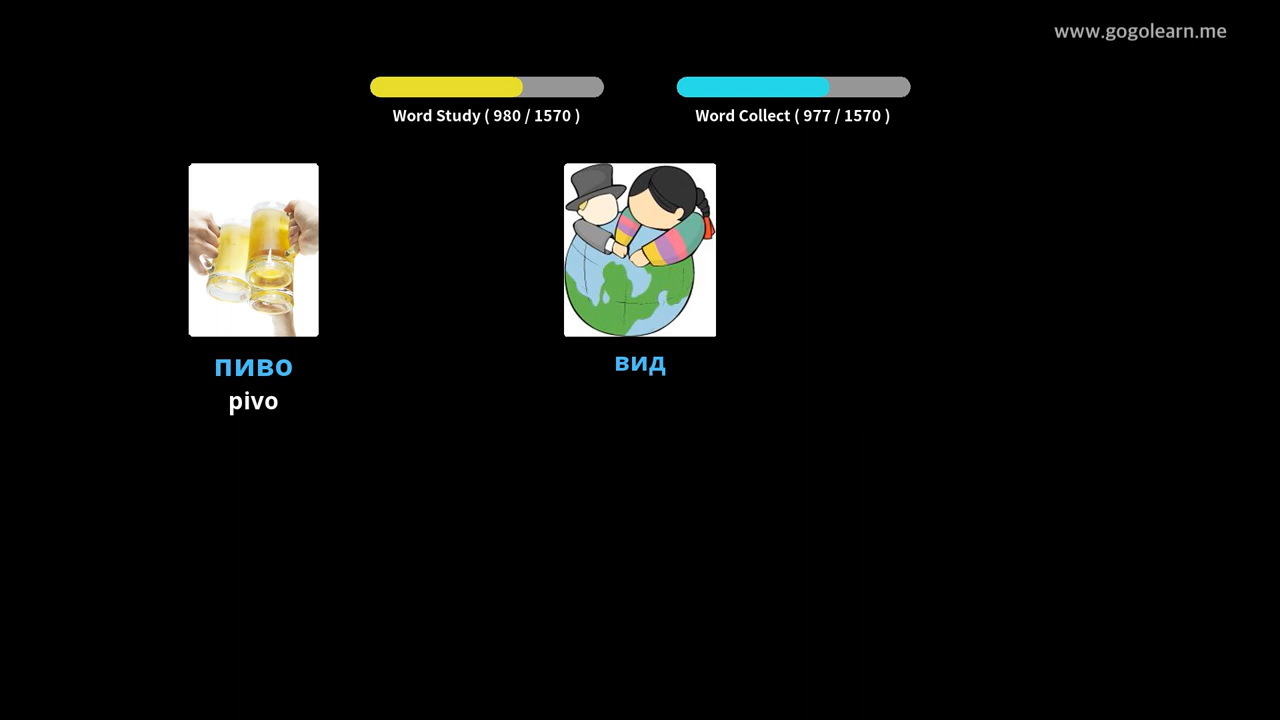 www.gogolearn.me
Word Study ( 980 / 1570 )
Word Collect ( 977 / 1570 )
пиво
pivo
вид